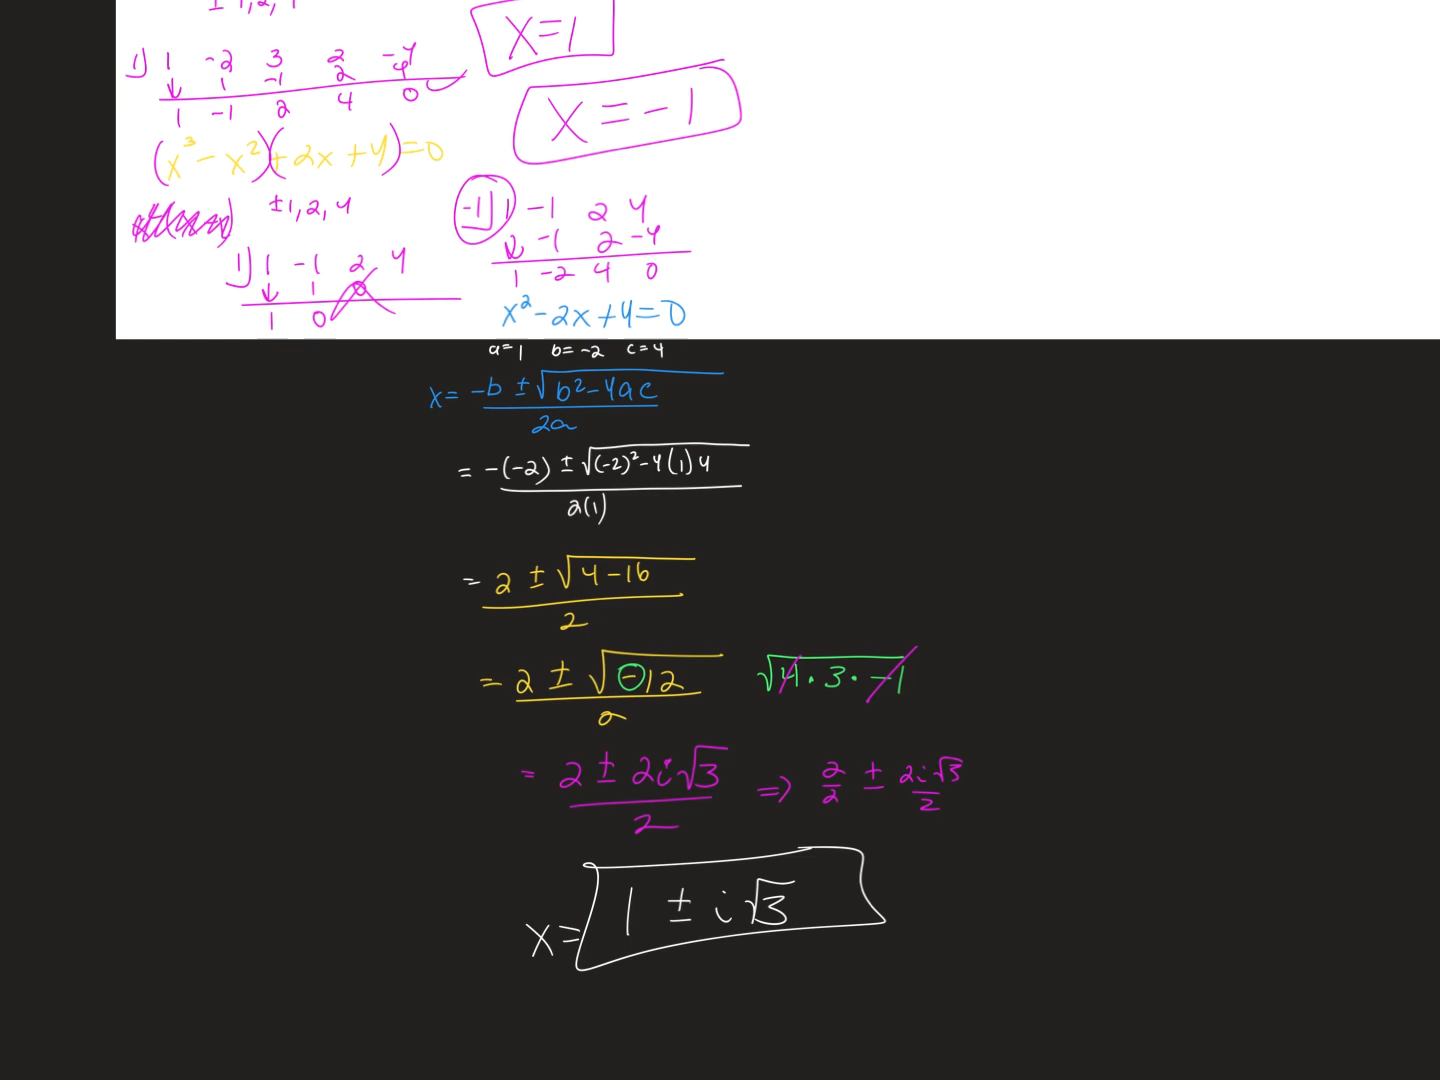 ± 1, 2, 4
1) 1 -2 3 2 -4
↓ 1 -1 2 4
1 -1 2 4 0
(x³ - x²)(+2x + 4) = 0
± 1, 2, 4
1) 1 -1 2 4
↓ 1 0
1 0
x = 1
x = -1
-1) 1 -1 2 4
↓ -1 2 -4
1 -2 4 0
x² - 2x + 4 = 0
a = 1 b = -2 c = 4
x = -b ± √b² - 4ac
2a
= -(-2) ± √(-2)² - 4(1)4
2(1)
= 2 ± √4 - 16
2
= 2 ± √-12 √4 · 3 · -1
2
= 2 ± 2i√3 ⇒ 2/2 ± 2i√3/2
2
x = 1 ± i√3